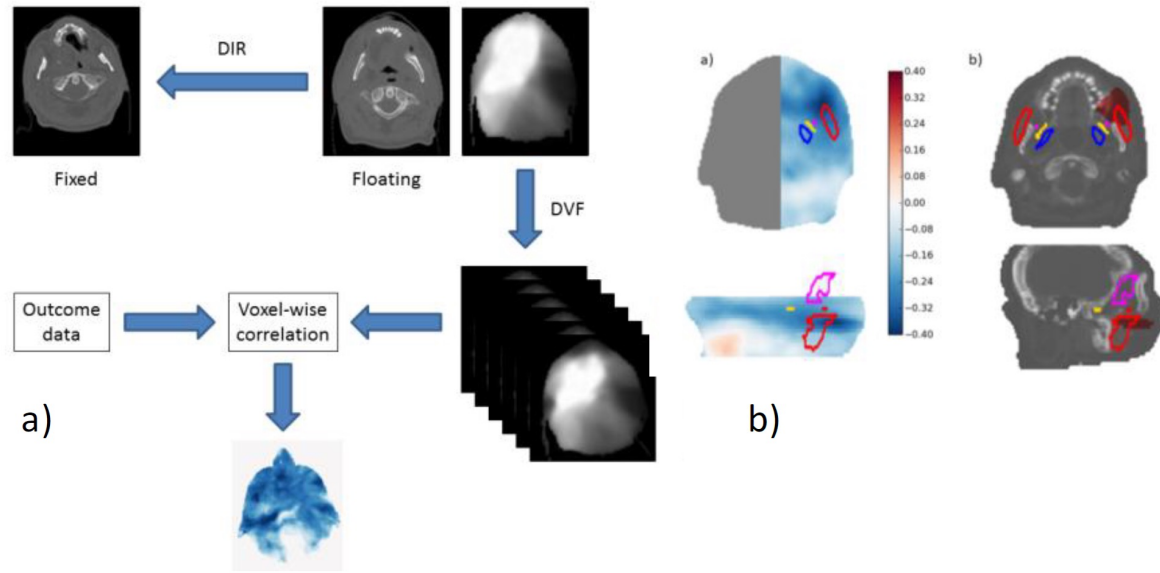 DIR
Fixed
Floating
DVF
Outcome
data
Voxel-wise
correlation
a)
a)
0.40
0.32
0.24
0.16
0.08
0.00
−0.08
−0.16
−0.24
−0.32
−0.40
b)
b)